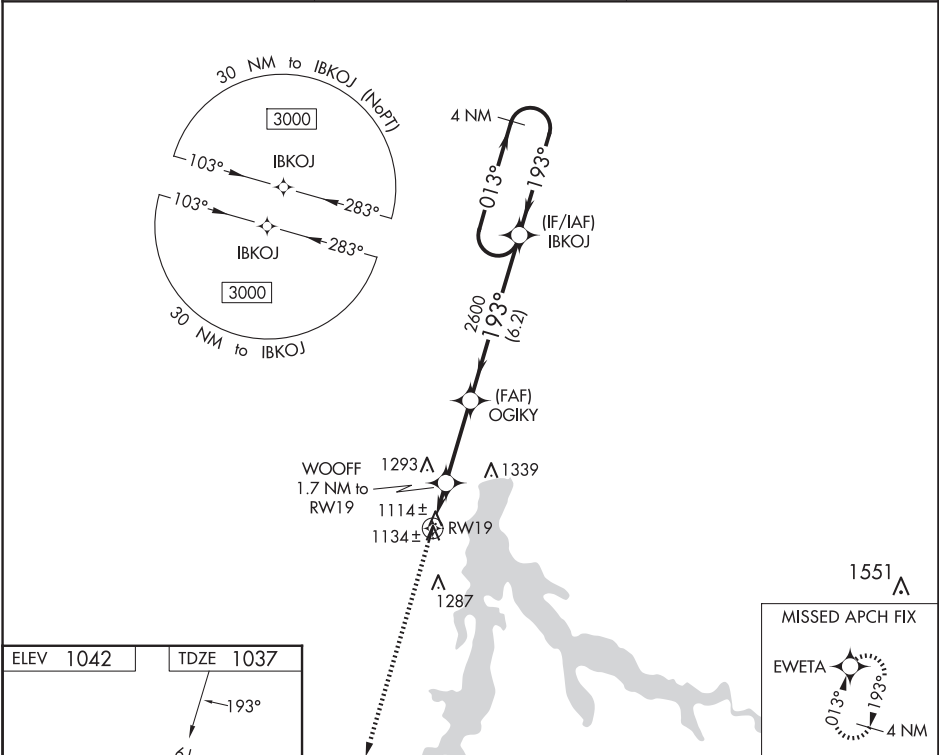 30 NM to IBKOJ (NoPT)
3000
IBKOJ
103°
283°
103°
283°
IBKOJ
3000
30 NM to IBKOJ
4 NM
013°
193°
(IF/IAF)
IBKOJ
2600
193°
(6.2)
(FAF)
OGIKY
WOOFF
1.7 NM to
RW19
1293
1339
1114±
1134±
RW19
1287
1551
MISSED APCH FIX
EWETA
013°
193°
4 NM
ELEV 1042
TDZE 1037
193°